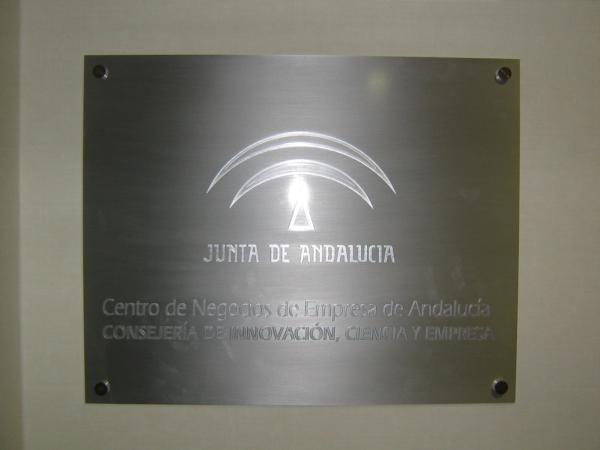 JUNTA DE ANDALUCIA
Centro de Negocios de Empresa de Andalucía
CONSEJERÍA DE INNOVACIÓN, CIENCIA Y EMPRESA